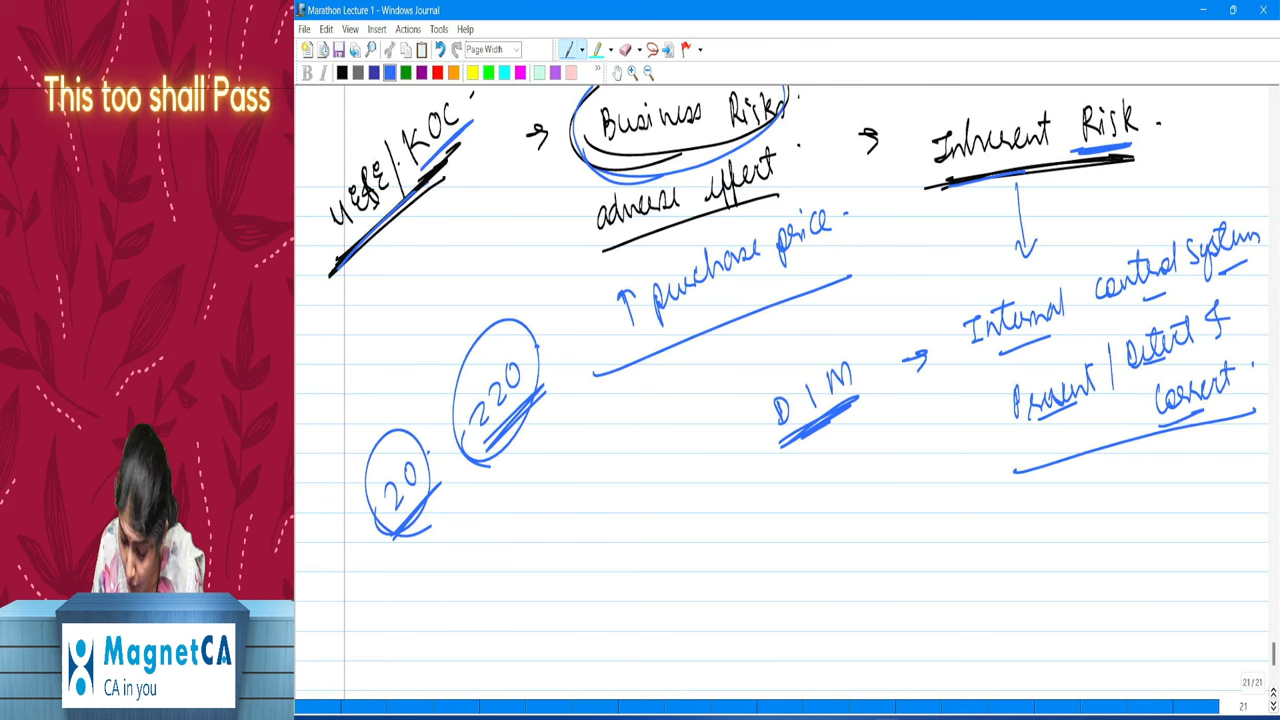 Marathon Lecture 1 - Windows Journal
File Edit View Insert Actions Tools Help
Page Width
This too shall Pass
KOC
→ Business Risks.
adverse effect.
→ Inherent Risk.
↑ purchase price.
220
20
DIM →
Internal control System
Prevent / Detect &
Correct.
MagnetCA
CA in you
21/21
21